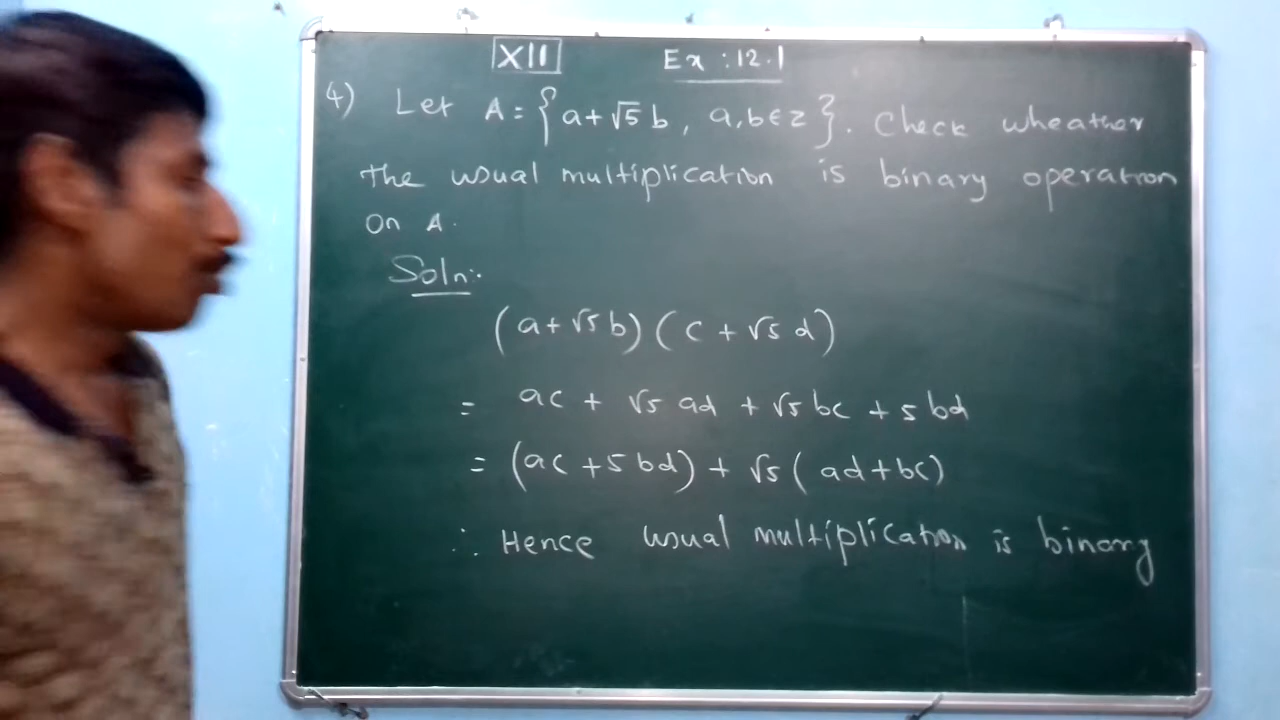 XII Ex : 12.1
4) Let A = {a + √5 b, a, b ∈ z}. Check wheather
the usual multiplication is binary operation
on A.
Soln:
(a + √5 b) (c + √5 d)
= ac + √5 ad + √5 bc + 5 bd
= (ac + 5 bd) + √5 (ad + bc)
∴ Hence usual multiplication is binary